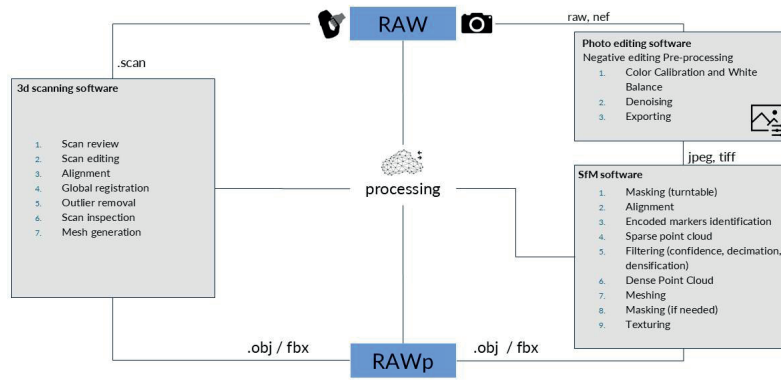 RAW
raw, nef
.scan
Photo editing software
Negative editing Pre-processing
1. Color Calibration and White
Balance
2. Denoising
3. Exporting
3d scanning software
1. Scan review
2. Scan editing
3. Alignment
4. Global registration
5. Outlier removal
6. Scan inspection
7. Mesh generation
processing
jpeg, tiff
SfM software
1. Masking (turntable)
2. Alignment
3. Encoded markers identification
4. Sparse point cloud
5. Filtering (confidence, decimation,
densification)
6. Dense Point Cloud
7. Meshing
8. Masking (if needed)
9. Texturing
.obj / fbx
RAWp
.obj / fbx